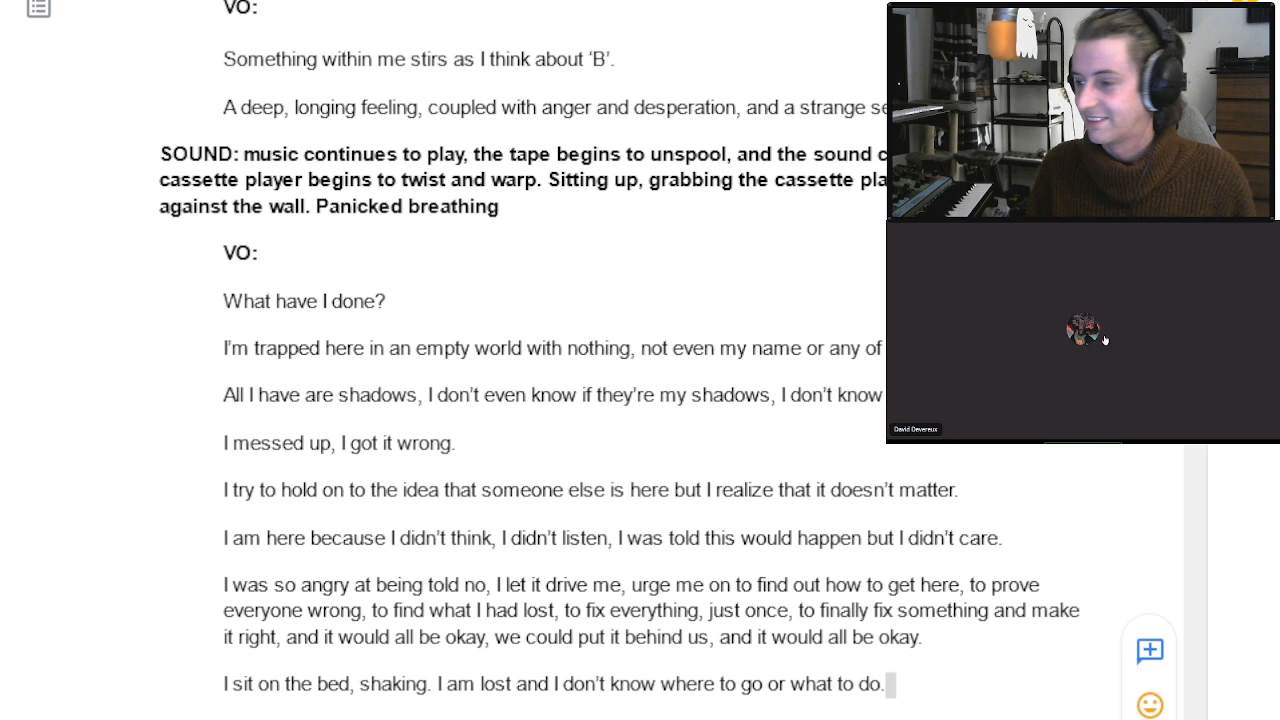 VO:
Something within me stirs as I think about ‘B’.
A deep, longing feeling, coupled with anger and desperation, and a strange se
SOUND: music continues to play, the tape begins to unspool, and the sound c
cassette player begins to twist and warp. Sitting up, grabbing the cassette pla
against the wall. Panicked breathing
VO:
What have I done?
I’m trapped here in an empty world with nothing, not even my name or any of
All I have are shadows, I don’t even know if they’re my shadows, I don’t know
David Devereux
I messed up, I got it wrong.
I try to hold on to the idea that someone else is here but I realize that it doesn’t matter.
I am here because I didn’t think, I didn’t listen, I was told this would happen but I didn’t care.
I was so angry at being told no, I let it drive me, urge me on to find out how to get here, to prove
everyone wrong, to find what I had lost, to fix everything, just once, to finally fix something and make
it right, and it would all be okay, we could put it behind us, and it would all be okay.
I sit on the bed, shaking. I am lost and I don’t know where to go or what to do.